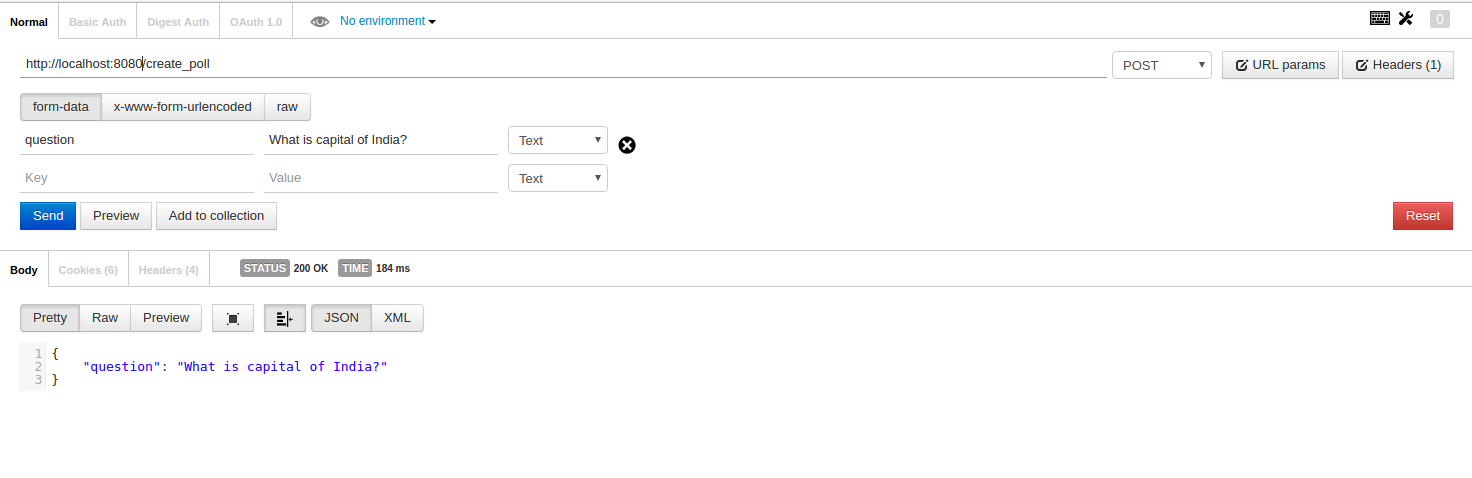 Normal Basic Auth Digest Auth OAuth 1.0 No environment 0
http://localhost:8080/create_poll POST URL params Headers (1)
form-data x-www-form-urlencoded raw
question What is capital of India? Text
Key Value Text
Send Preview Add to collection Reset
Body Cookies (6) Headers (4) STATUS 200 OK TIME 184 ms
Pretty Raw Preview JSON XML
1 {
2 "question": "What is capital of India?"
3 }